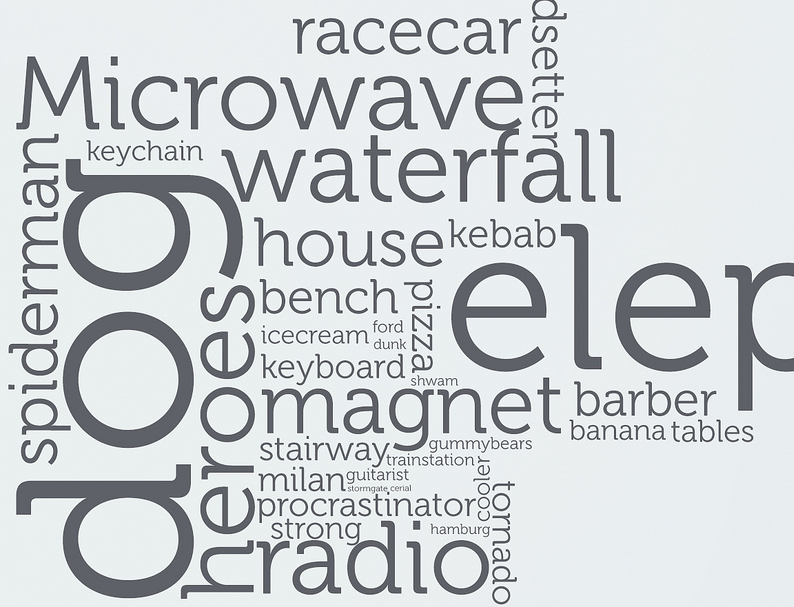 racecar
dsetter
Microwave
keychain
waterfall
spiderman
dog
house
kebab
elep
bench
pizza
icecream
ford
dunk
heroes
keyboard
shwam
magnet
barber
banana
tables
stairway
gummybears
trainstation
milan
guitarist
cooler
stormgate
cerial
procrastinator
tornado
strong
hamburg
radio